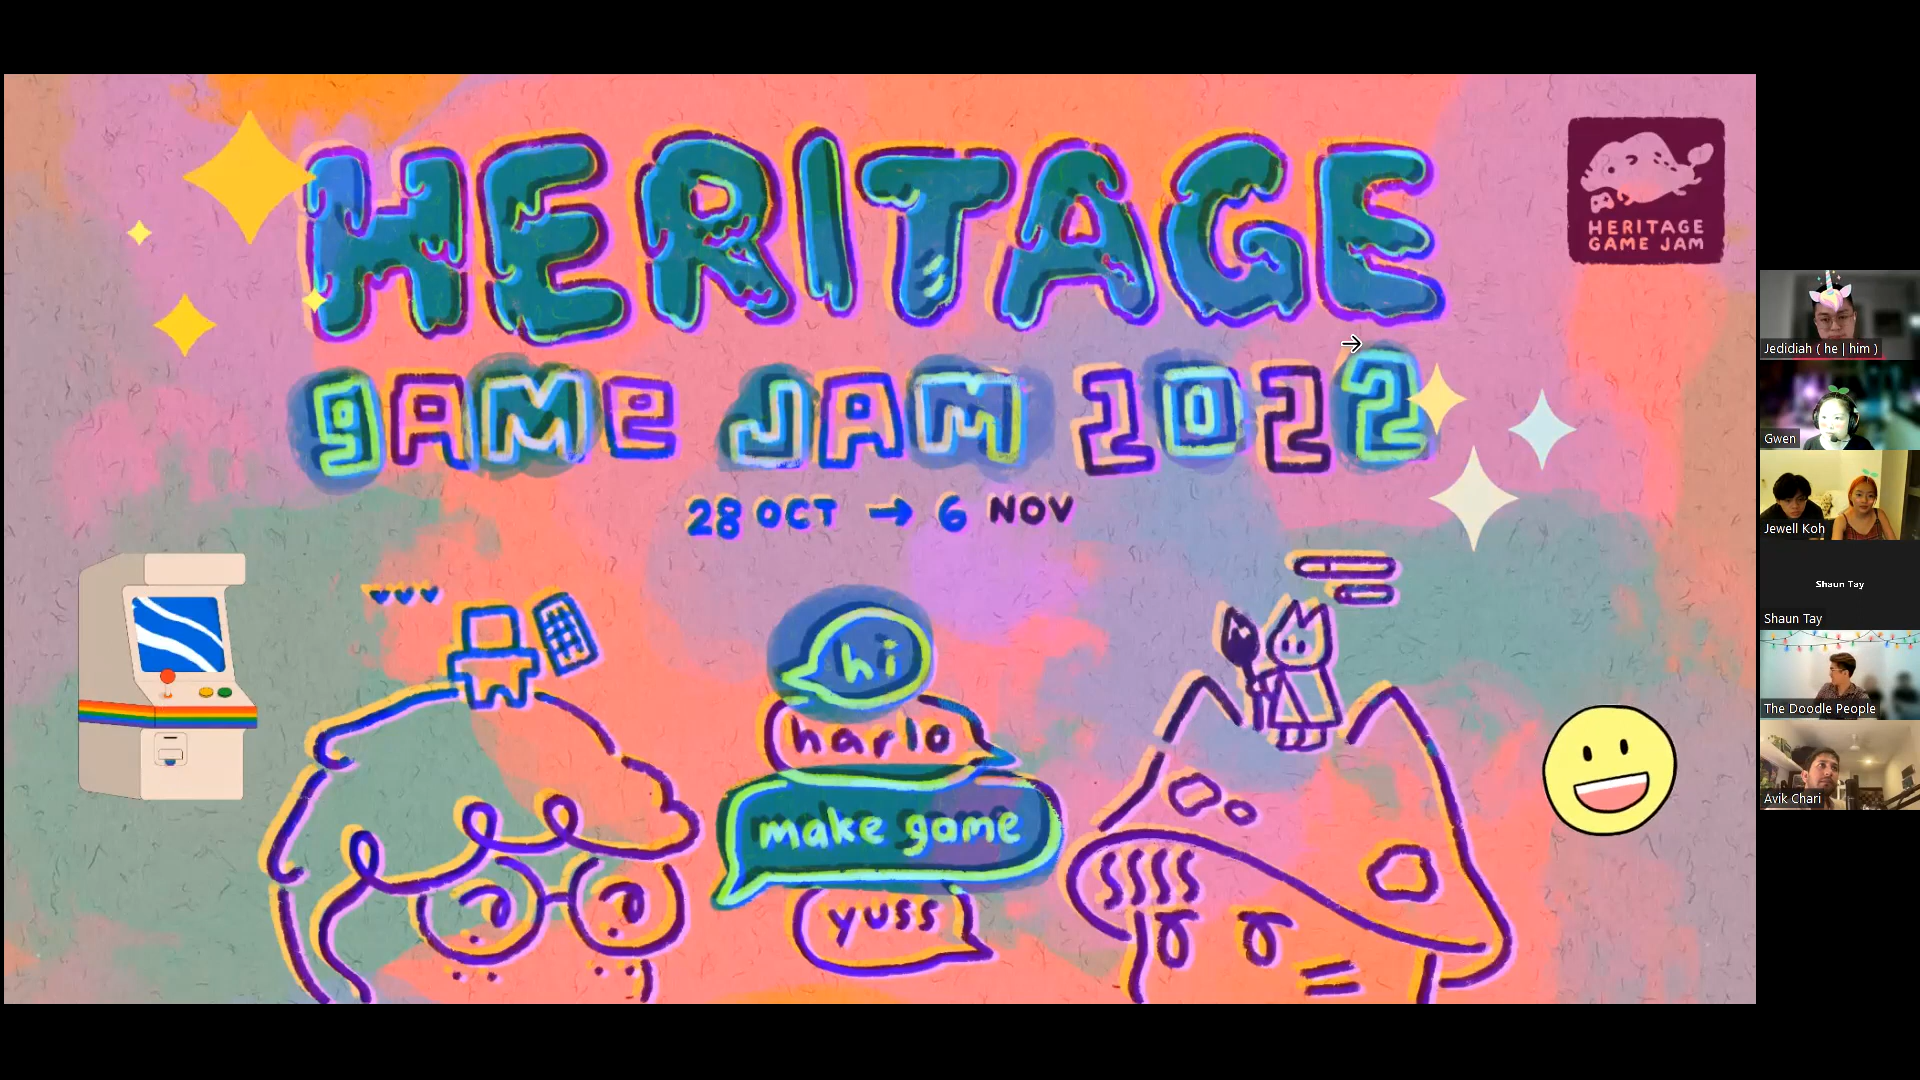 HERITAGE
GAME JAM 2022
28 OCT → 6 NOV
hi
harlo
make game
yuss
HERITAGE
GAME JAM
Jedidiah ( he | him )
Gwen
Jewell Koh
Shaun Tay
Shaun Tay
The Doodle People
Avik Chari